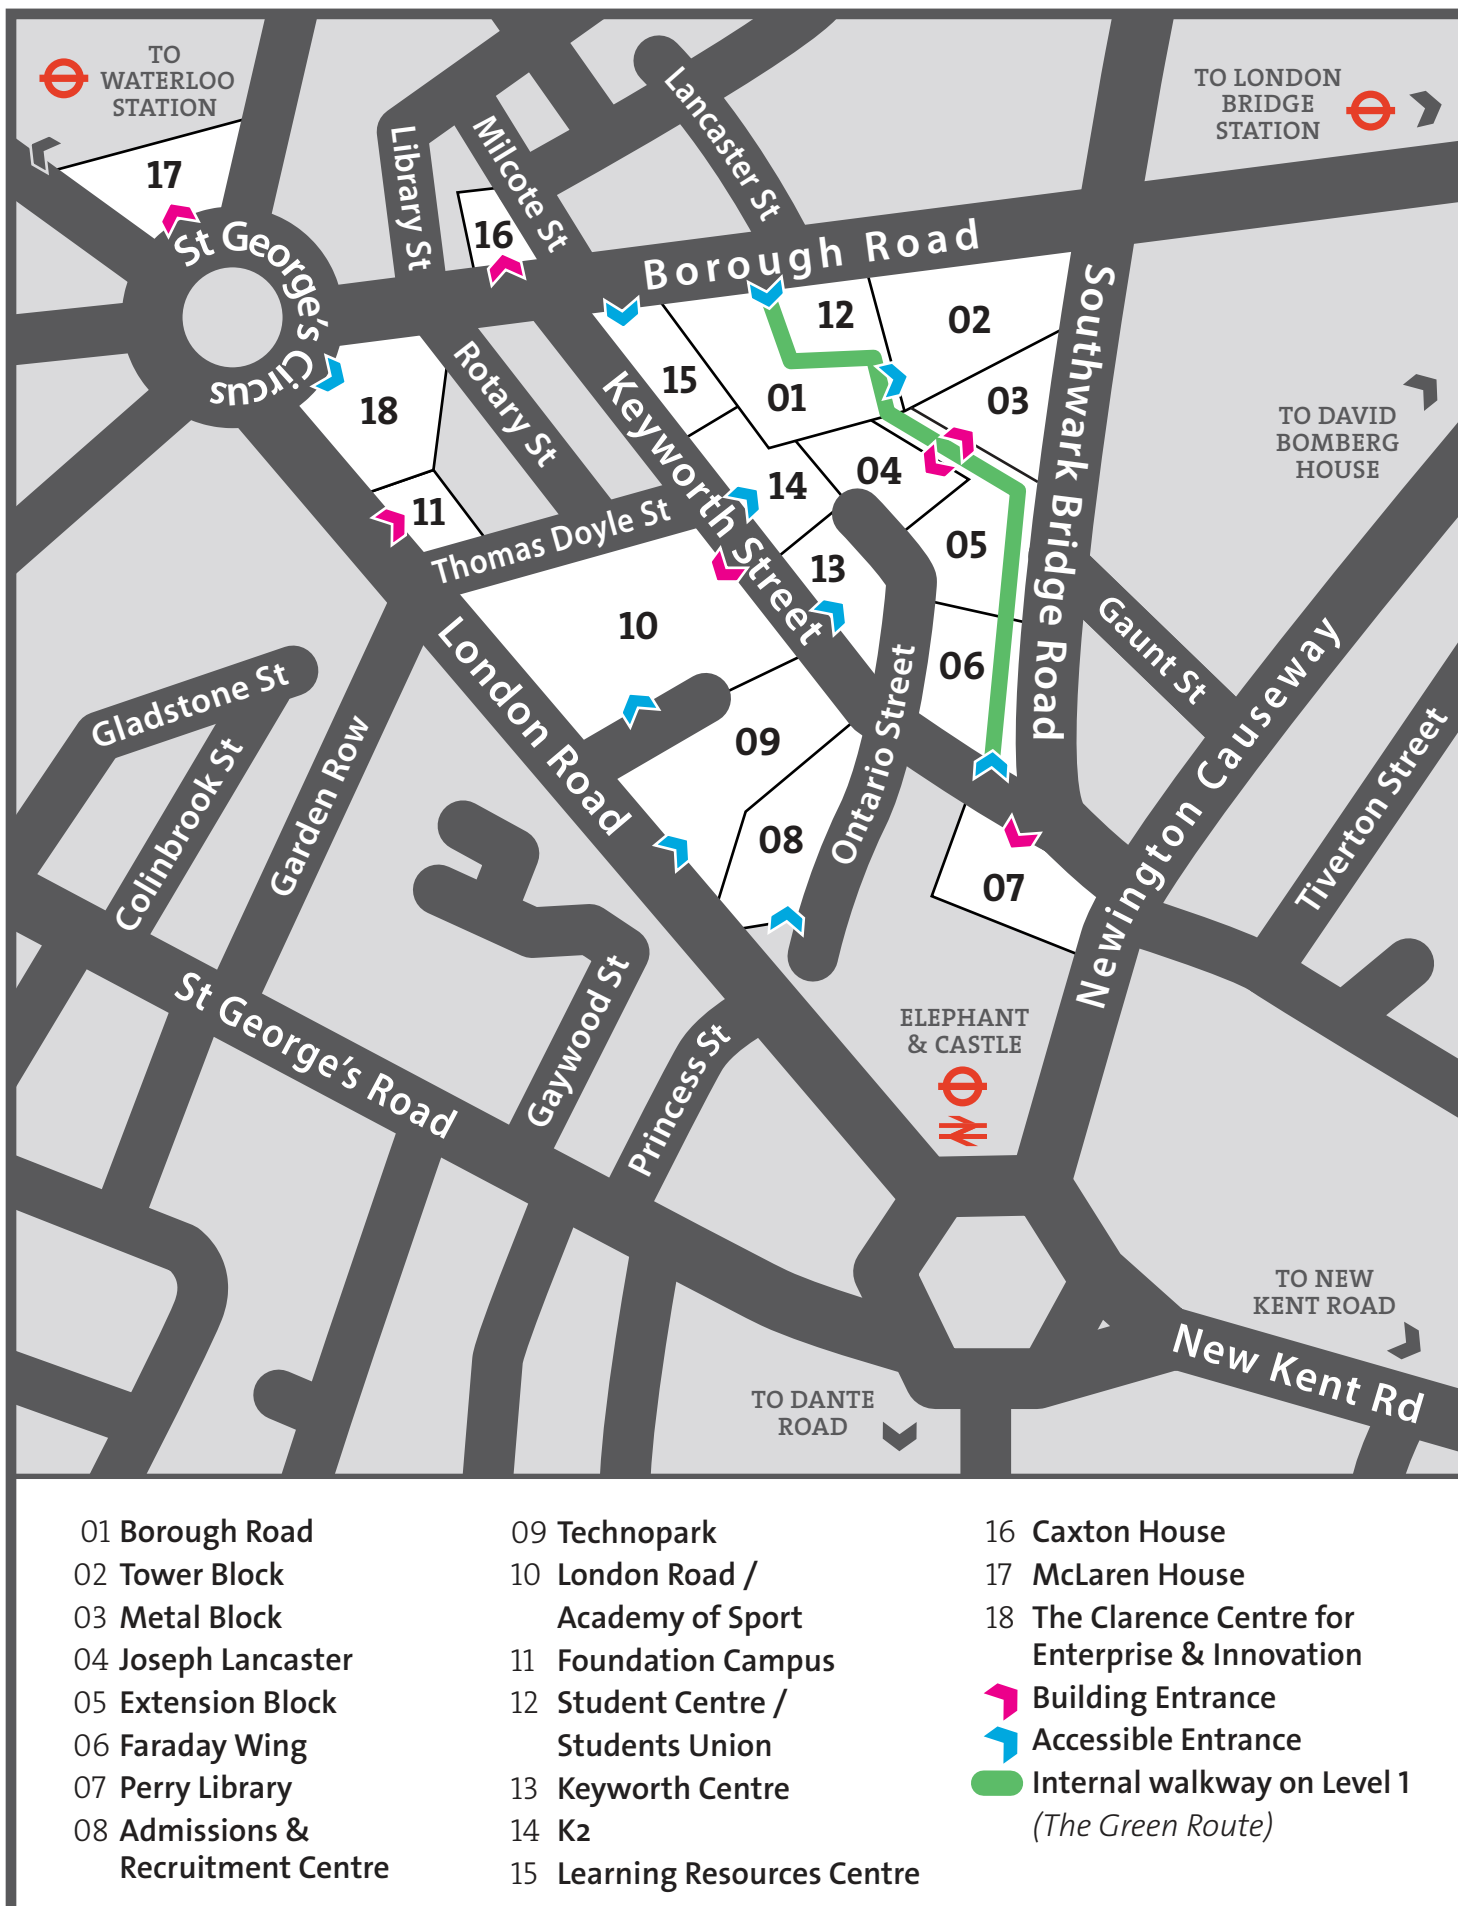 TO
WATERLOO
STATION
TO LONDON
BRIDGE
STATION
17
Library St
Milcote St
Lancaster St
16
St George's Circus
Borough Road
12
02
15
01
03
18
Rotary St
Keyworth Street
Southwark Bridge Road
TO DAVID
BOMBERG
HOUSE
11
14
04
Thomas Doyle St
05
13
10
Gaunt St
London Road
06
Gladstone St
Colinbrook St
Garden Row
09
Ontario Street
Newington Causeway
Tiverton Street
08
07
St George's Road
Gaywood St
Princess St
ELEPHANT
& CASTLE
TO NEW
KENT ROAD
New Kent Rd
TO DANTE
ROAD
01 Borough Road
02 Tower Block
03 Metal Block
04 Joseph Lancaster
05 Extension Block
06 Faraday Wing
07 Perry Library
08 Admissions &
Recruitment Centre
09 Technopark
10 London Road /
Academy of Sport
11 Foundation Campus
12 Student Centre /
Students Union
13 Keyworth Centre
14 K2
15 Learning Resources Centre
16 Caxton House
17 McLaren House
18 The Clarence Centre for
Enterprise & Innovation
Building Entrance
Accessible Entrance
Internal walkway on Level 1
(The Green Route)